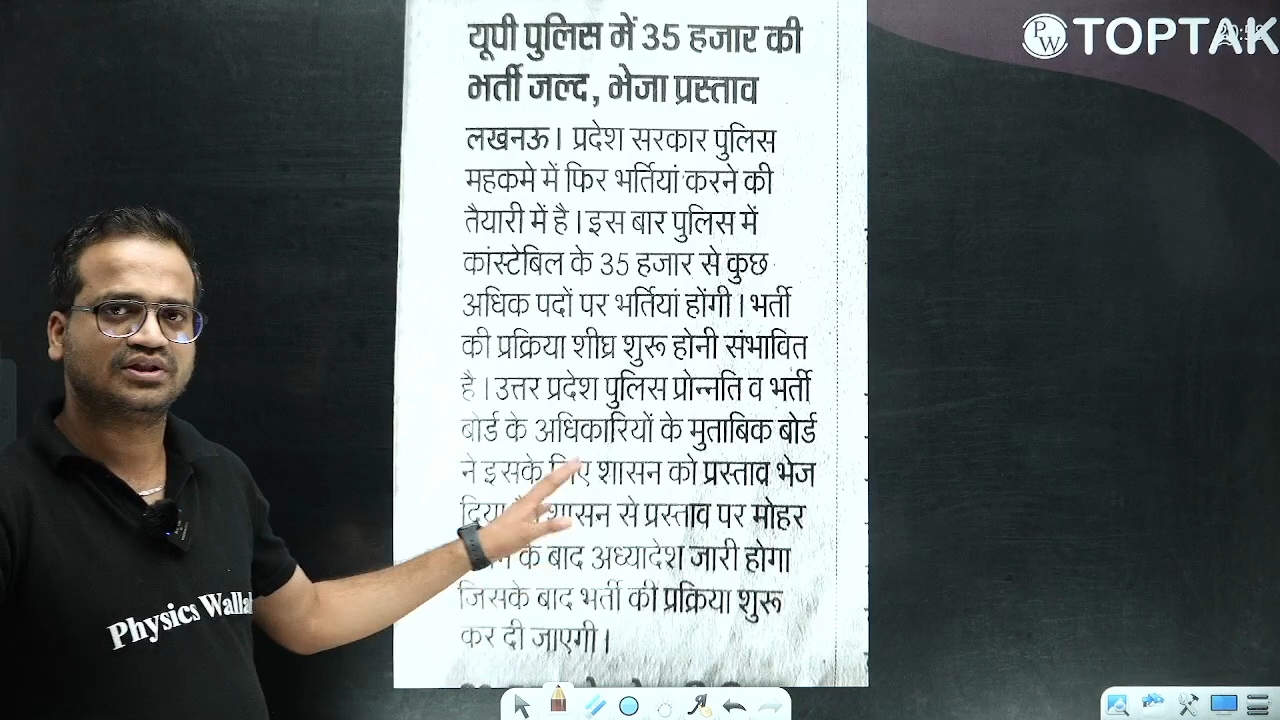 यूपी पुलिस में 35 हजार की
भर्ती जल्द, भेजा प्रस्ताव
लखनऊ। प्रदेश सरकार पुलिस
महकमे में फिर भर्तियां करने की
तैयारी में है। इस बार पुलिस में
कांस्टेबिल के 35 हजार से कुछ
अधिक पदों पर भर्तियां होंगी। भर्ती
की प्रक्रिया शीघ्र शुरू होनी संभावित
है। उत्तर प्रदेश पुलिस प्रोन्नति व भर्ती
बोर्ड के अधिकारियों के मुताबिक बोर्ड
ने इसके लिए शासन को प्रस्ताव भेज
दिया शासन से प्रस्ताव पर मोहर
के बाद अध्यादेश जारी होगा
जिसके बाद भर्ती की प्रक्रिया शुरू
कर दी जाएगी।
PW TOPTAK
Physics Wallah